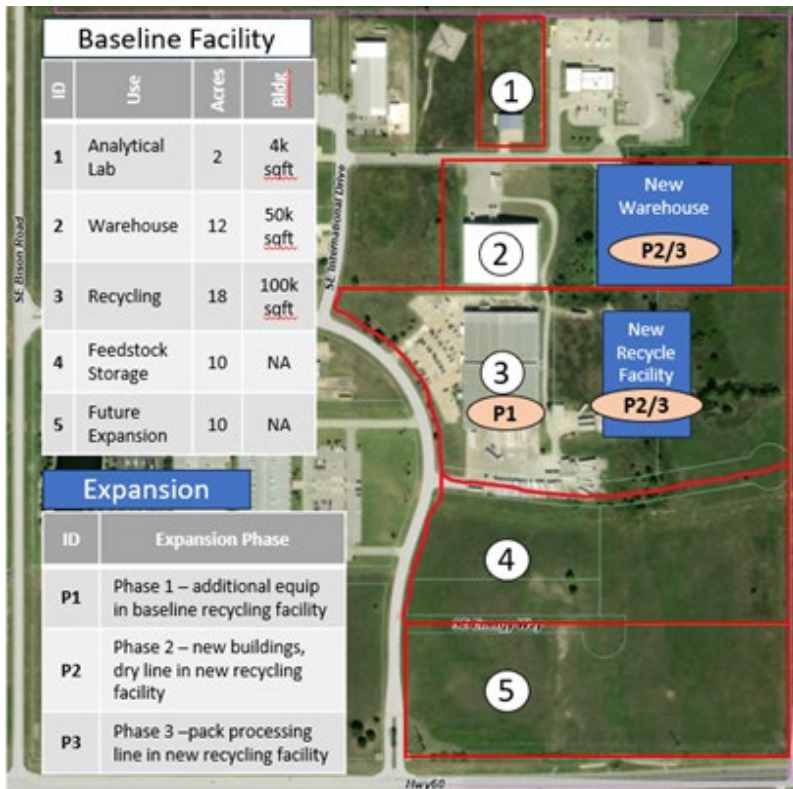 Baseline Facility
ID Use Acres Bldg
1 Analytical Lab 2 4k sqft
2 Warehouse 12 50k sqft
3 Recycling 18 100k sqft
4 Feedstock Storage 10 NA
5 Future Expansion 10 NA
Expansion
ID Expansion Phase
P1 Phase 1 – additional equip in baseline recycling facility
P2 Phase 2 – new buildings, dry line in new recycling facility
P3 Phase 3 –pack processing line in new recycling facility
SE Bison Road
SE International Drive
1
2
New
Warehouse
P2/3
3
P1
New
Recycle
Facility
P2/3
4
5
Hwy60